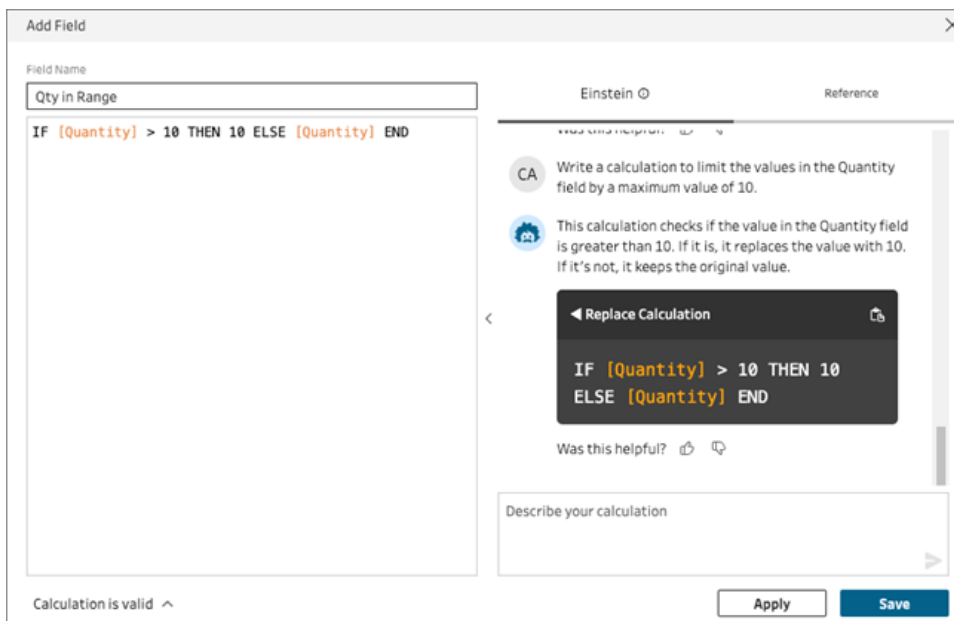 Add Field
Field Name
Qty in Range
IF [Quantity] > 10 THEN 10 ELSE [Quantity] END
Calculation is valid
Einstein
Reference
Was this helpful?
CA
Write a calculation to limit the values in the Quantity
field by a maximum value of 10.
This calculation checks if the value in the Quantity field
is greater than 10. If it is, it replaces the value with 10.
If it's not, it keeps the original value.
Replace Calculation
IF [Quantity] > 10 THEN 10
ELSE [Quantity] END
Was this helpful?
Describe your calculation
Apply
Save